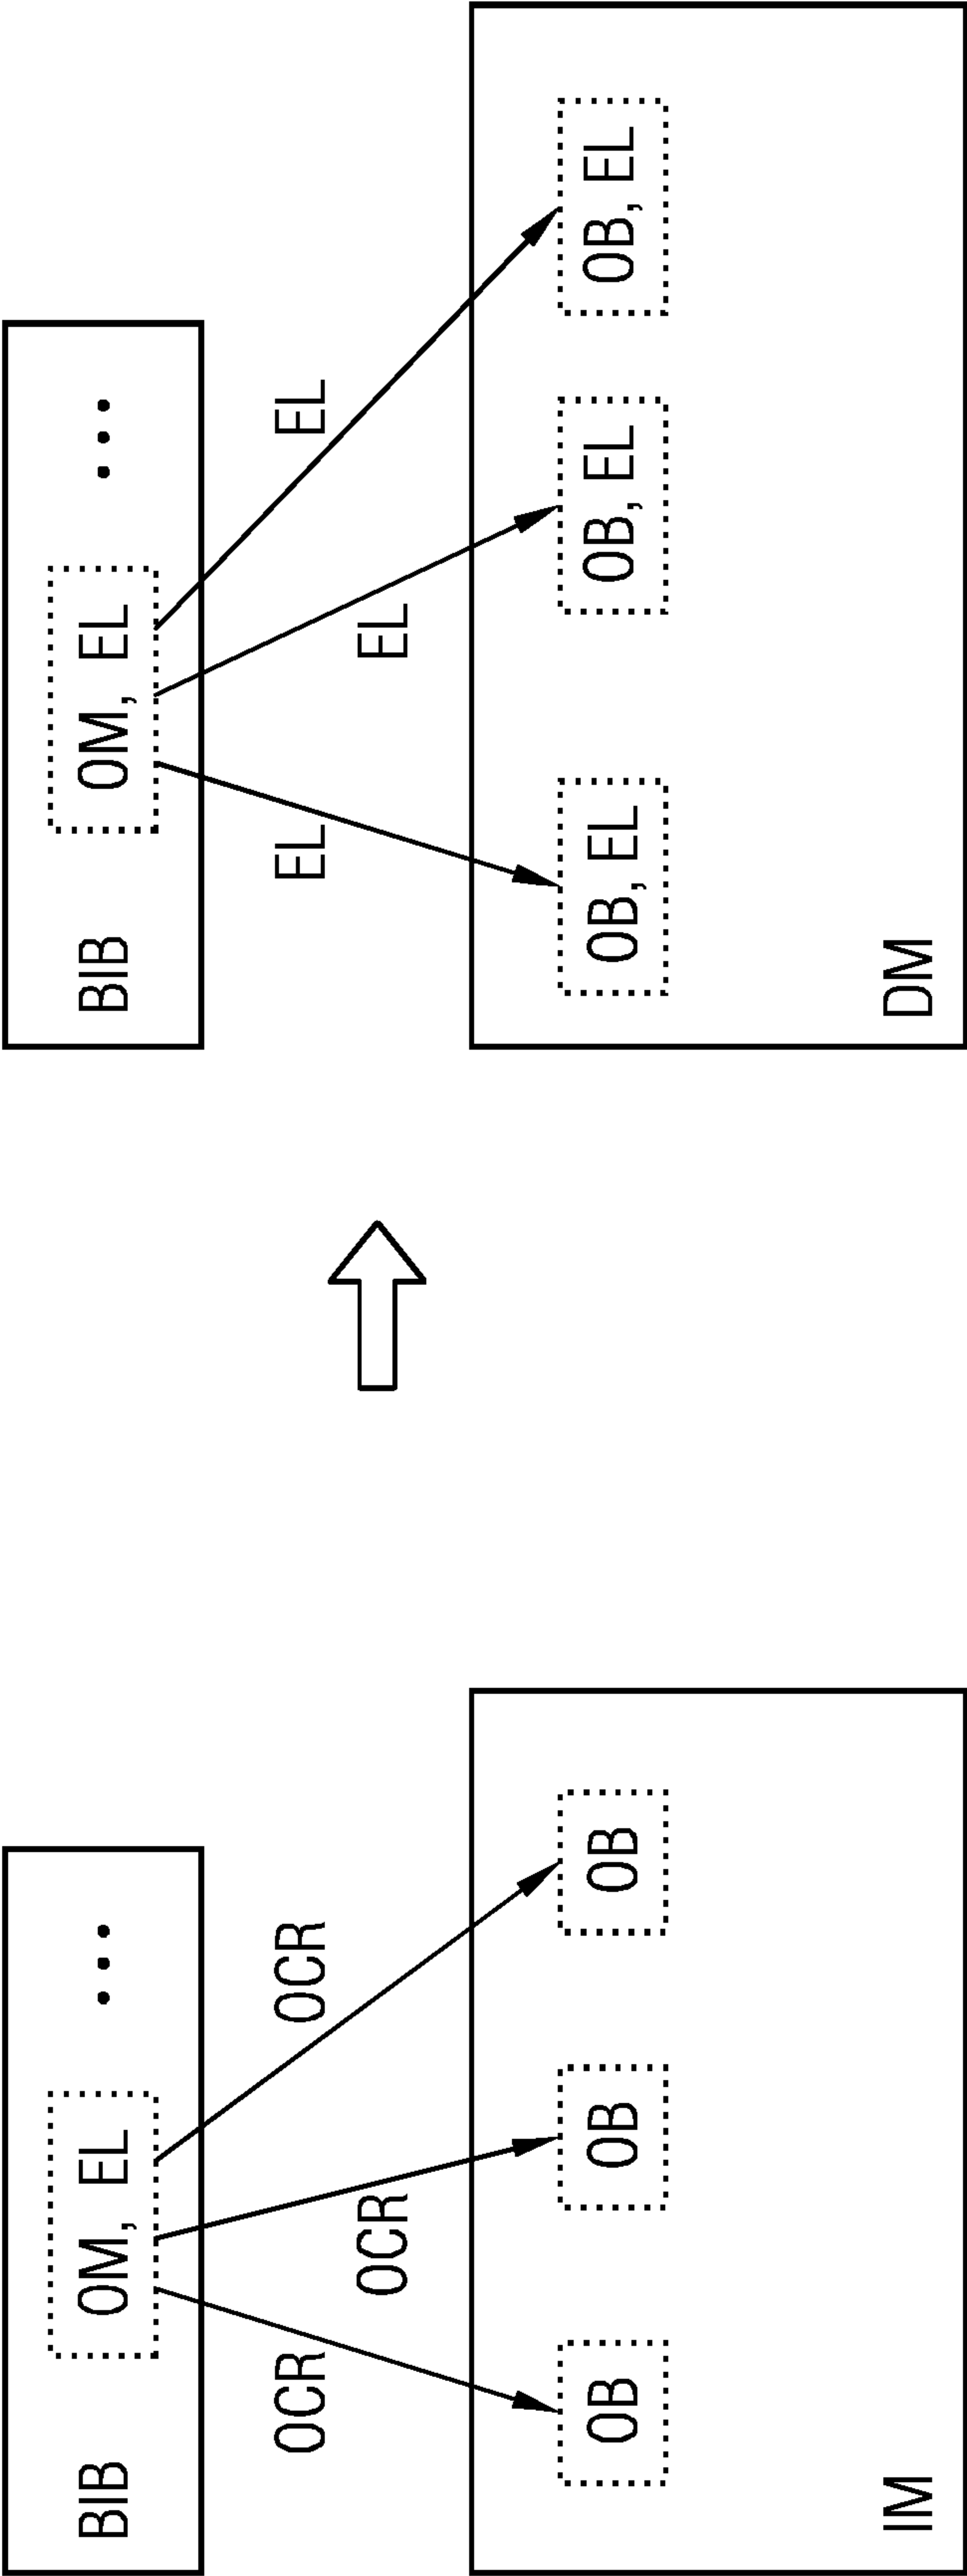 BIB OM, EL ...
OCR OCR
OCR
OB OB OB
IM
BIB OM, EL ...
EL EL
EL
OB, EL OB, EL OB, EL
DM